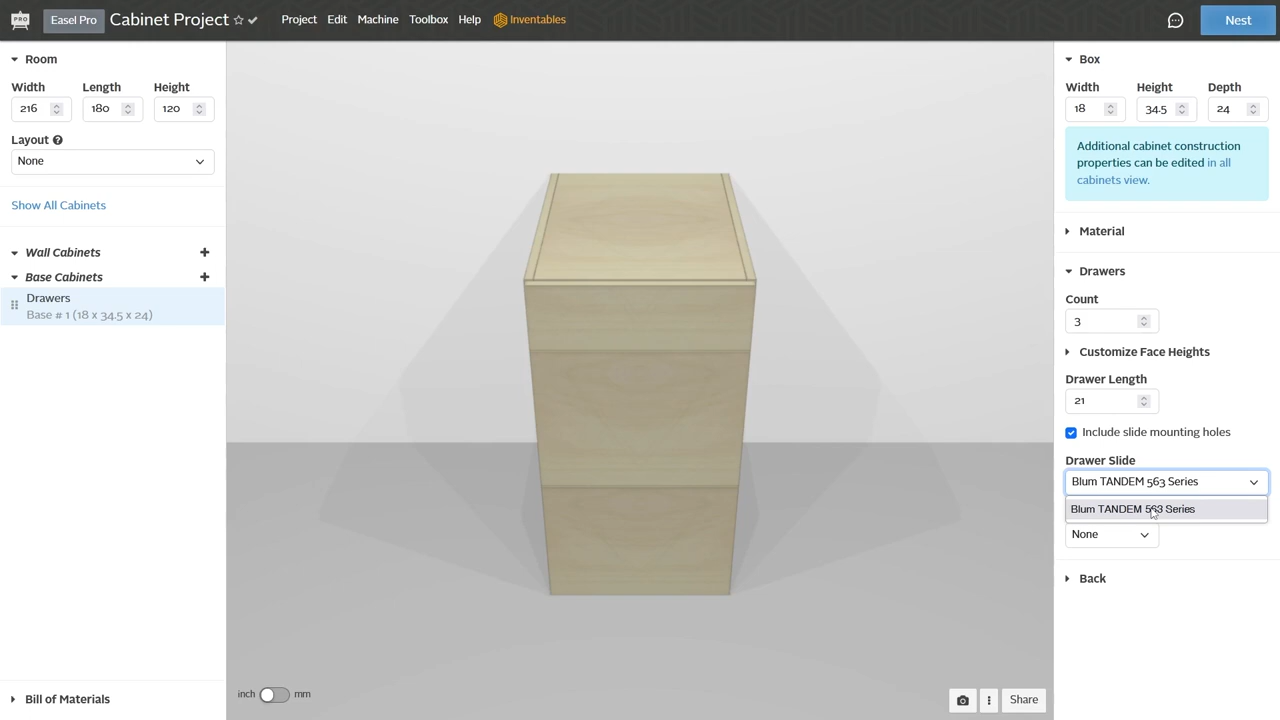 PRO Easel Pro Cabinet Project Project Edit Machine Toolbox Help Inventables Nest
Room
Width Length Height
216 180 120
Layout
None
Show All Cabinets
Wall Cabinets
Base Cabinets
Drawers
Base # 1 (18 x 34.5 x 24)
Bill of Materials
inch mm
Share
Box
Width Height Depth
18 34.5 24
Additional cabinet construction
properties can be edited in all
cabinets view.
Material
Drawers
Count
3
Customize Face Heights
Drawer Length
21
Include slide mounting holes
Drawer Slide
Blum TANDEM 563 Series
Blum TANDEM 563 Series
None
Back